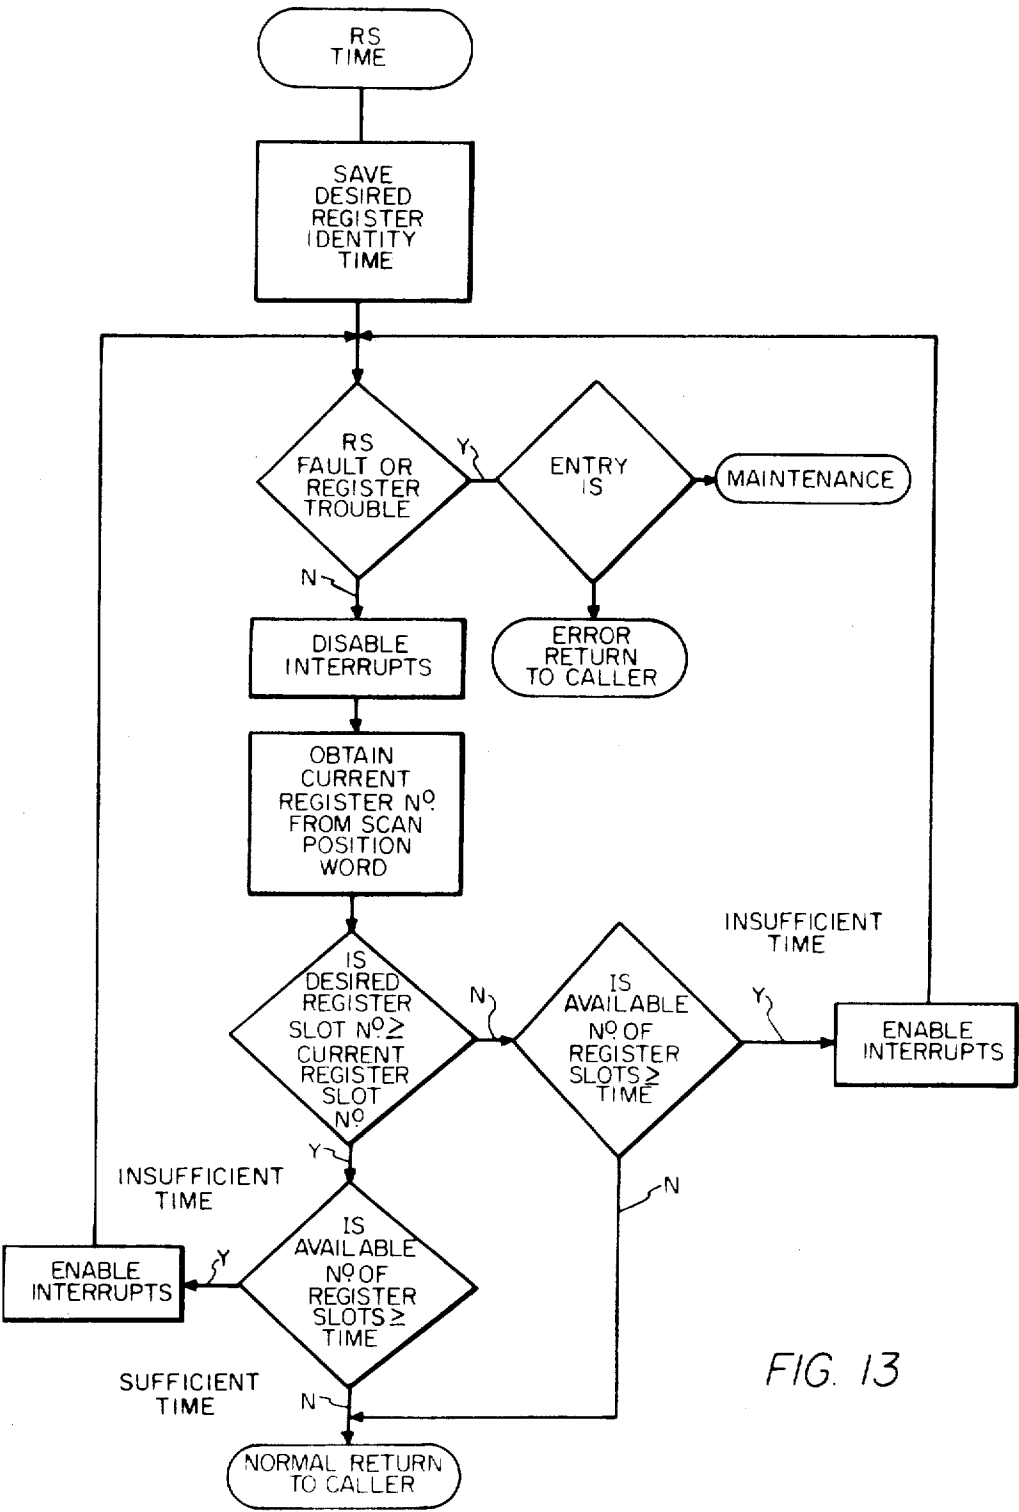 RS
TIME
SAVE
DESIRED
REGISTER
IDENTITY
TIME
RS
FAULT OR
REGISTER
TROUBLE
Y
ENTRY
IS
MAINTENANCE
N
DISABLE
INTERRUPTS
ERROR
RETURN
TO CALLER
OBTAIN
CURRENT
REGISTER Nº.
FROM SCAN
POSITION
WORD
IS
DESIRED
REGISTER
SLOT Nº. ≥
CURRENT
REGISTER
SLOT
Nº.
N
IS
AVAILABLE
Nº. OF
REGISTER
SLOTS ≥
TIME
INSUFFICIENT
TIME
Y
ENABLE
INTERRUPTS
Y
N
INSUFFICIENT
TIME
IS
AVAILABLE
Nº. OF
REGISTER
SLOTS ≥
TIME
Y
ENABLE
INTERRUPTS
SUFFICIENT
TIME
N
NORMAL RETURN
TO CALLER
FIG. 13